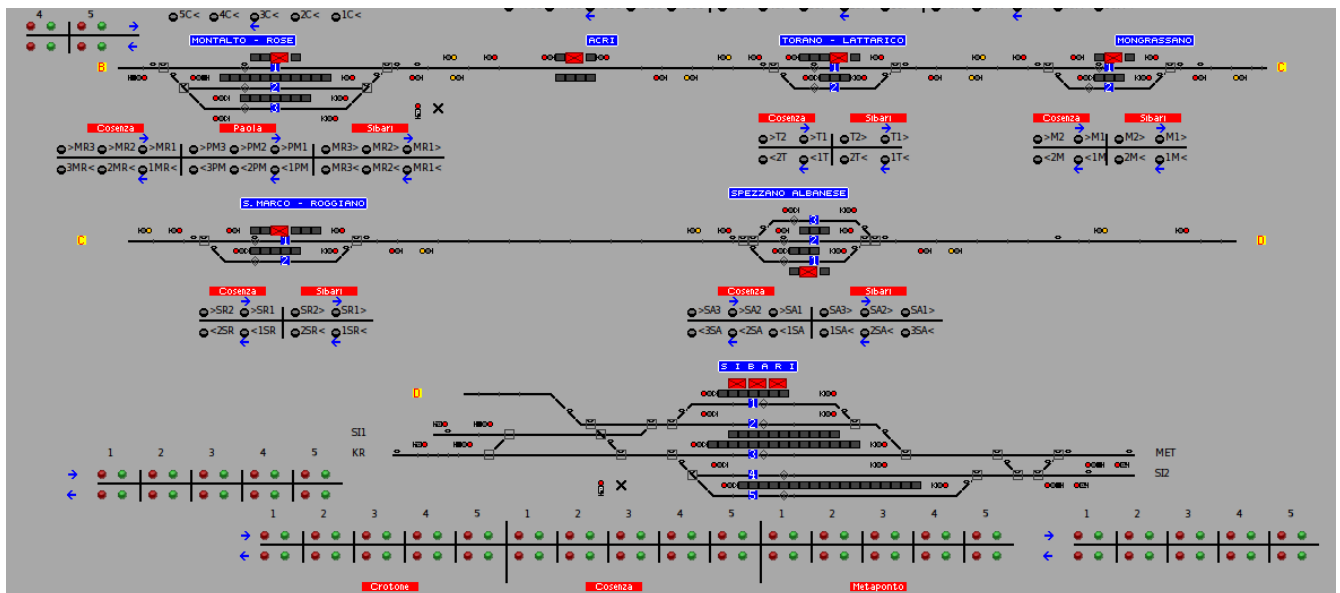 4 5
5C< 4C< 3C< 2C< 1C<
MONTALTO - ROSE ACRI TORANO - LATTARICO MONGRASSANO
B 1 1 1 C
2 2 2
3
Cosenza Paola Sibari Cosenza Sibari Cosenza Sibari
>MR3 >MR2 >MR1 >PM3 >PM2 >PM1 MR3> MR2> MR1> >T2 >T1 T2> T1> >M2 >M1 M2> M1>
3MR< 2MR< 1MR< <3PM <2PM <1PM MR3< MR2< MR1< <2T <1T 2T< 1T< <2M <1M 2M< 1M<
S.MARCO - ROGGIANO SPEZZANO ALBANESE
3
C 1 2 D
2 1
Cosenza Sibari Cosenza Sibari
>SR2 >SR1 SR2> SR1> >SA3 >SA2 >SA1 SA3> SA2> SA1>
<2SR <1SR 2SR< 1SR< <3SA <2SA <1SA 1SA< 2SA< 3SA<
S I B A R I
D
1
2
SI1
KR 3 MET
4 SI2
5
1 2 3 4 5
1 2 3 4 5 1 2 3 4 5 1 2 3 4 5 1 2 3 4 5
Crotone Cosenza Metaponto